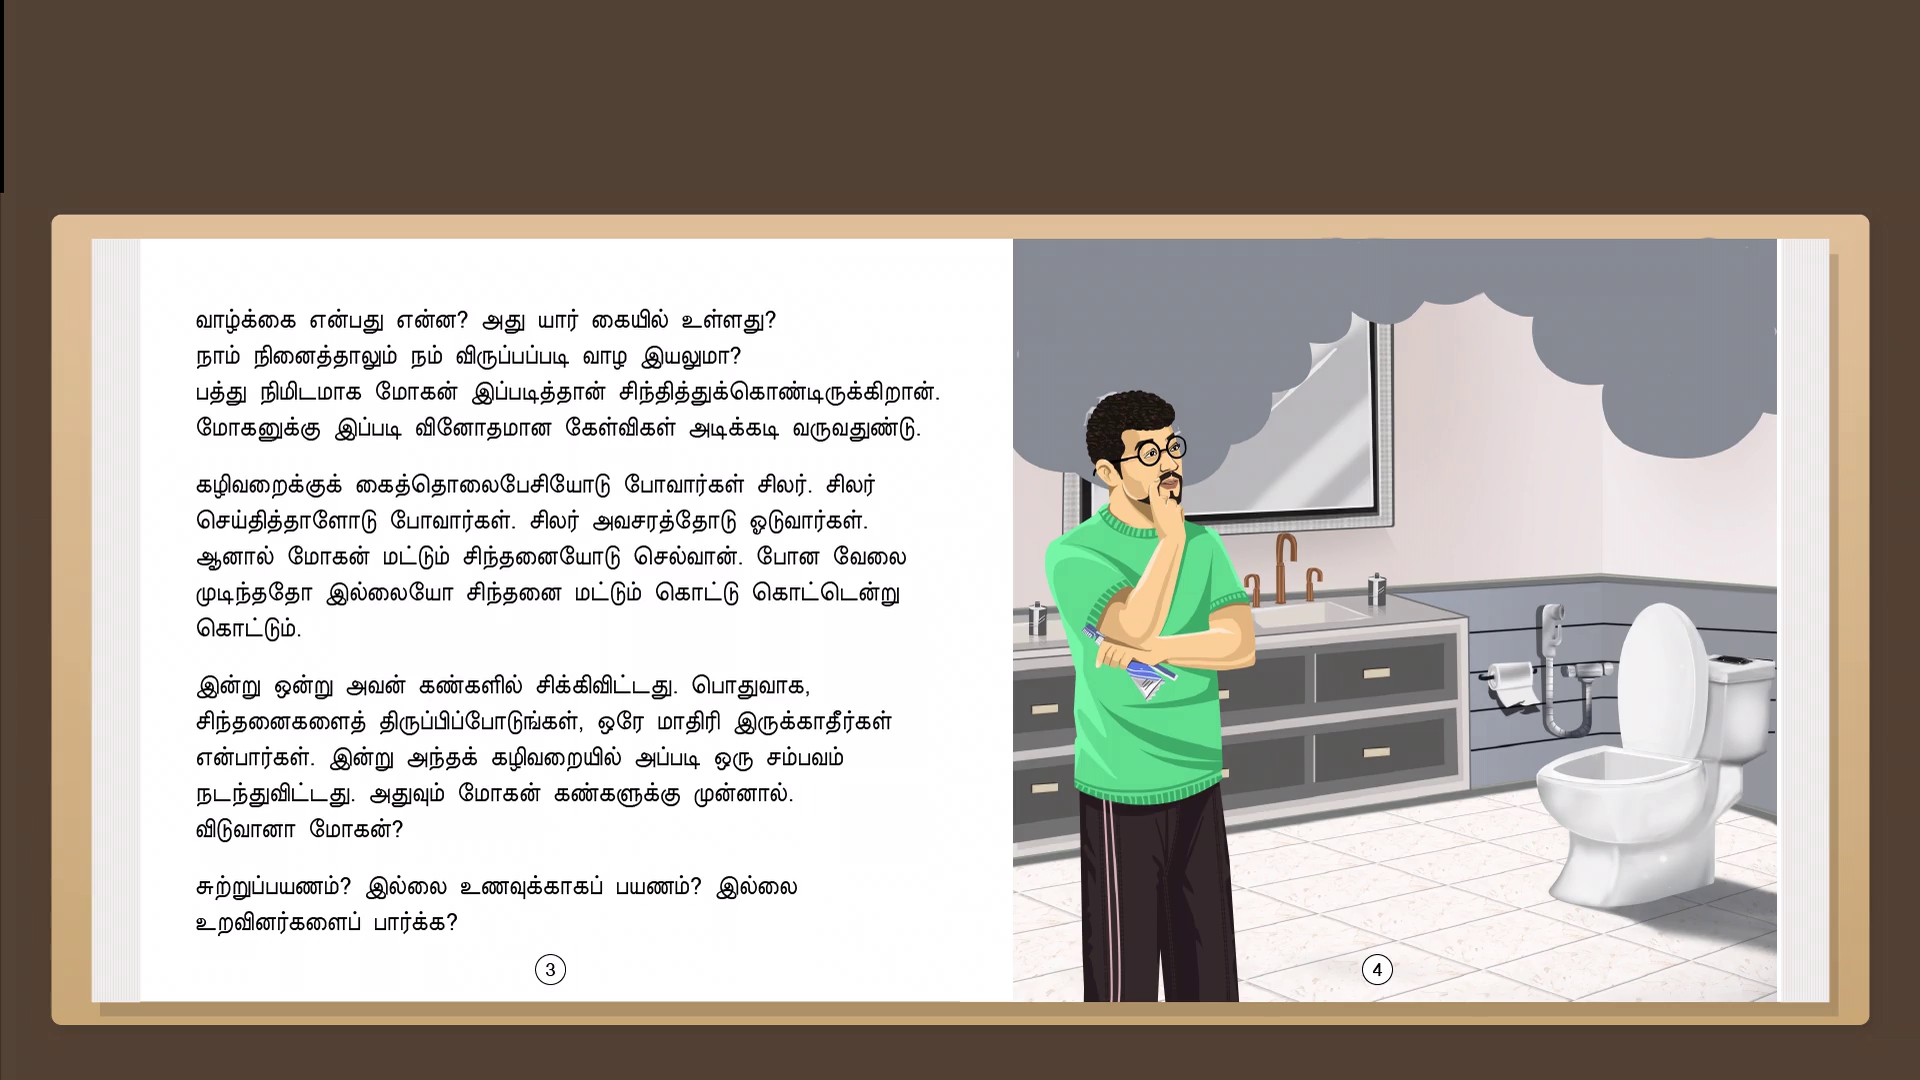 வாழ்க்கை என்பது என்ன? அது யார் கையில் உள்ளது?
நாம் நினைத்தாலும் நம் விருப்பப்படி வாழ இயலுமா?
பத்து நிமிடமாக மோகன் இப்படித்தான் சிந்தித்துக்கொண்டிருக்கிறான்.
மோகனுக்கு இப்படி வினோதமான கேள்விகள் அடிக்கடி வருவதுண்டு.
கழிவறைக்குக் கைத்தொலைபேசியோடு போவார்கள் சிலர். சிலர்
செய்தித்தாளோடு போவார்கள். சிலர் அவசரத்தோடு ஓடுவார்கள்.
ஆனால் மோகன் மட்டும் சிந்தனையோடு செல்வான். போன வேலை
முடிந்ததோ இல்லையோ சிந்தனை மட்டும் கொட்டு கொட்டென்று
கொட்டும்.
இன்று ஒன்று அவன் கண்களில் சிக்கிவிட்டது. பொதுவாக,
சிந்தனைகளைத் திருப்பிப்போடுங்கள், ஒரே மாதிரி இருக்காதீர்கள்
என்பார்கள். இன்று அந்தக் கழிவறையில் அப்படி ஒரு சம்பவம்
நடந்துவிட்டது. அதுவும் மோகன் கண்களுக்கு முன்னால்.
விடுவானா மோகன்?
சுற்றுப்பயணம்? இல்லை உணவுக்காகப் பயணம்? இல்லை
உறவினர்களைப் பார்க்க?
3
4